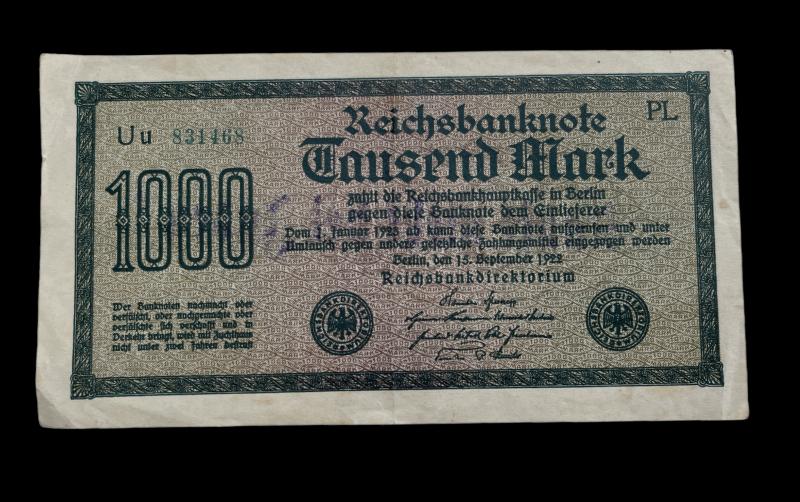 Uu 831468
PL
Reichsbanknote
Tausend Mark
1000
zahlt die Reichsbankhauptkasse in Berlin
gegen diese Banknote dem Einlieferer
Vom 1. Januar 1923 ab kann diese Banknote aufgerufen und unter
Umtausch gegen andere gesetzliche Zahlungsmittel eingezogen werden
Berlin, den 15. September 1922
Reichsbankdirektorium
Wer Banknoten nachmacht oder
verfälscht, oder nachgemachte oder
verfälschte sich verschafft und in
Verkehr bringt, wird mit Zuchthaus
nicht unter zwei Jahren bestraft
REICHSBANKDIREKTORIUM
REICHSBANKDIREKTORIUM